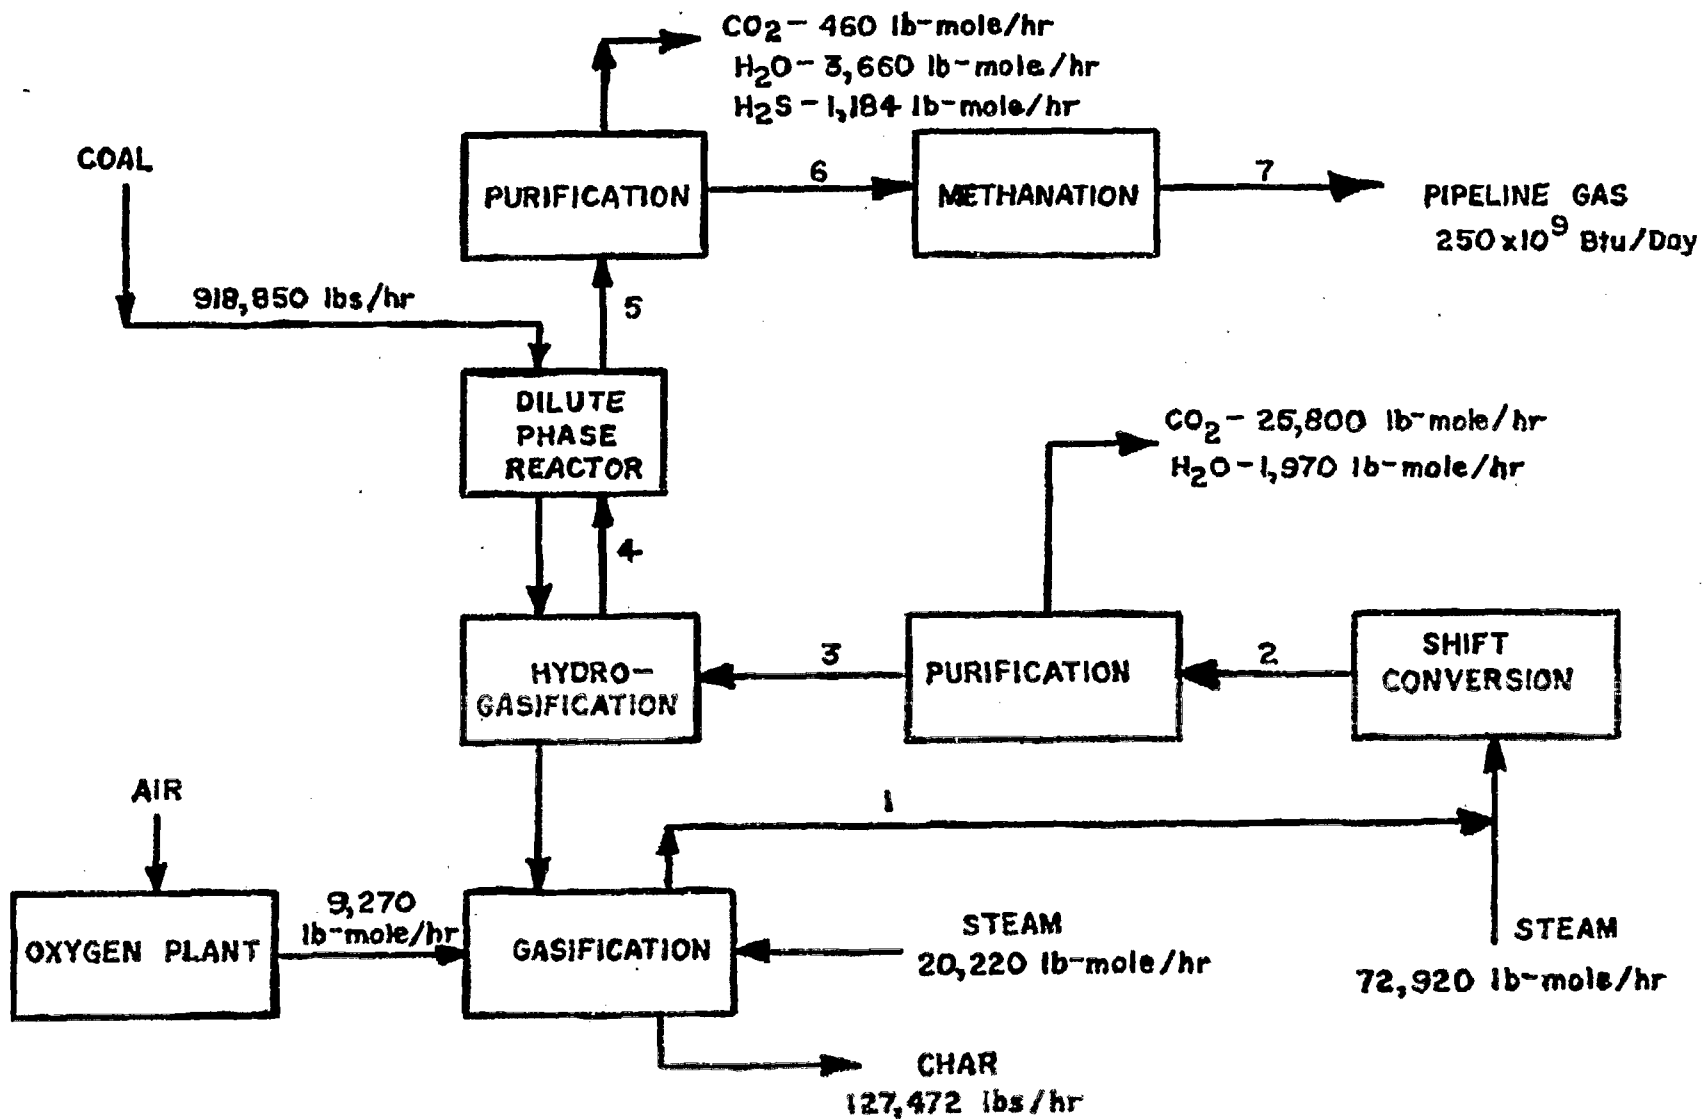 CO2 - 460 lb-mole/hr
H2O - 3,660 lb-mole/hr
H2S - 1,184 lb-mole/hr
COAL
PURIFICATION
6
METHANATION
7
PIPELINE GAS
250x10^9 Btu/Day
918,850 lbs/hr
5
DILUTE
PHASE
REACTOR
CO2 - 25,800 lb-mole/hr
H2O - 1,970 lb-mole/hr
4
HYDRO-
GASIFICATION
3
PURIFICATION
2
SHIFT
CONVERSION
AIR
1
OXYGEN PLANT
9,270
lb-mole/hr
GASIFICATION
STEAM
20,220 lb-mole/hr
STEAM
72,920 lb-mole/hr
CHAR
127,472 lbs/hr